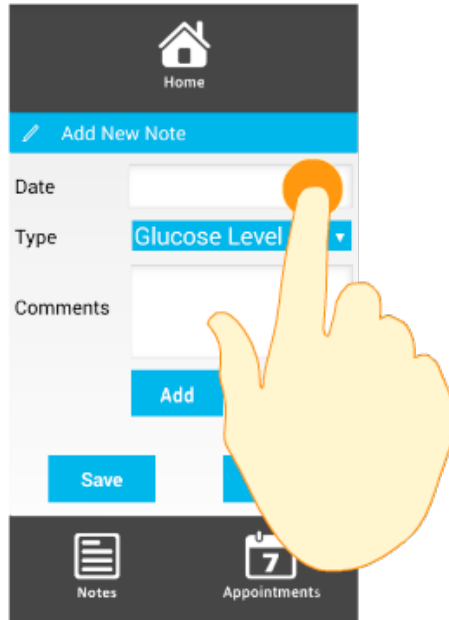 Home
Add New Note
Date
Type
Glucose Level
Comments
Add
Save
7
Notes
Appointments